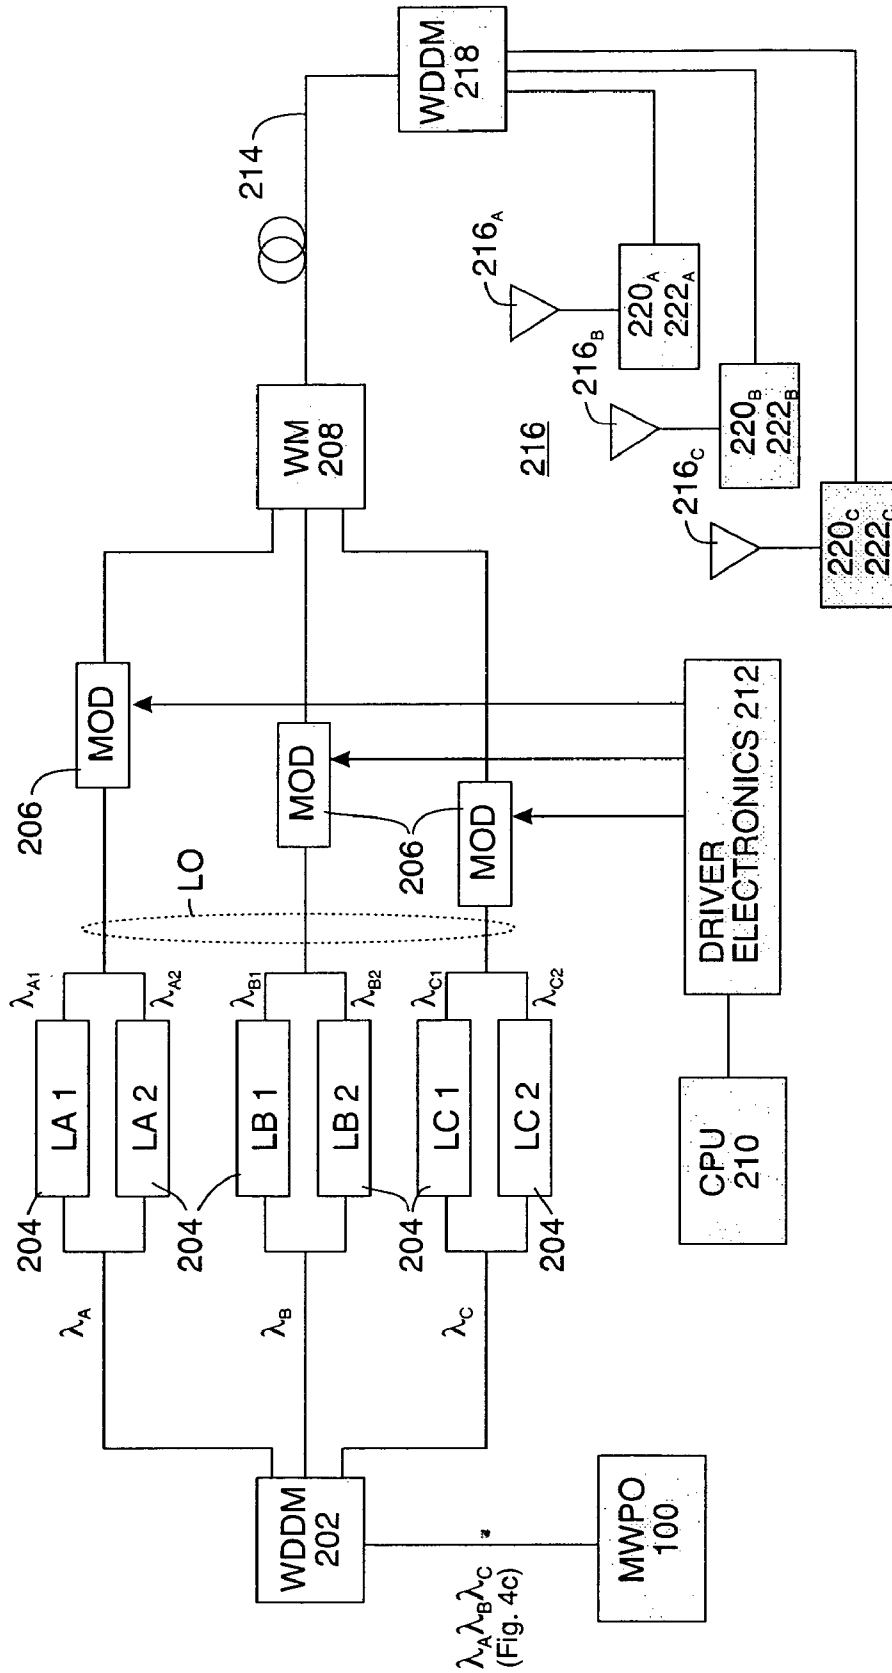 MWPO
100
λAλBλC
(Fig. 4c)
WDDM
202
λA
λB
λC
204
204
204
204
LA 1
LA 2
LB 1
LB 2
LC 1
LC 2
λA1
λA2
λB1
λB2
λC1
λC2
LO
206
206
MOD
MOD
MOD
CPU
210
DRIVER
ELECTRONICS 212
WM
208
214
WDDM
218
216
216A
216B
216C
220A
222A
220B
222B
220C
222C